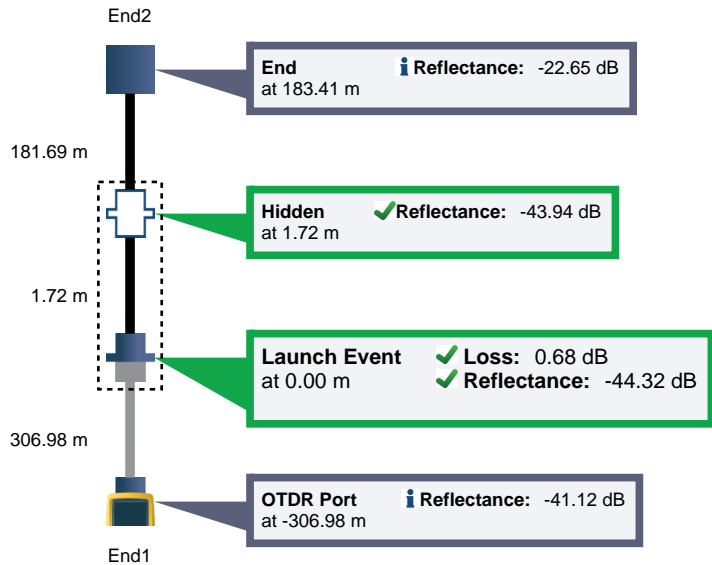 End2
End Reflectance: -22.65 dB
at 183.41 m
181.69 m
Hidden Reflectance: -43.94 dB
at 1.72 m
1.72 m
Launch Event Loss: 0.68 dB
at 0.00 m Reflectance: -44.32 dB
306.98 m
OTDR Port Reflectance: -41.12 dB
at -306.98 m
End1